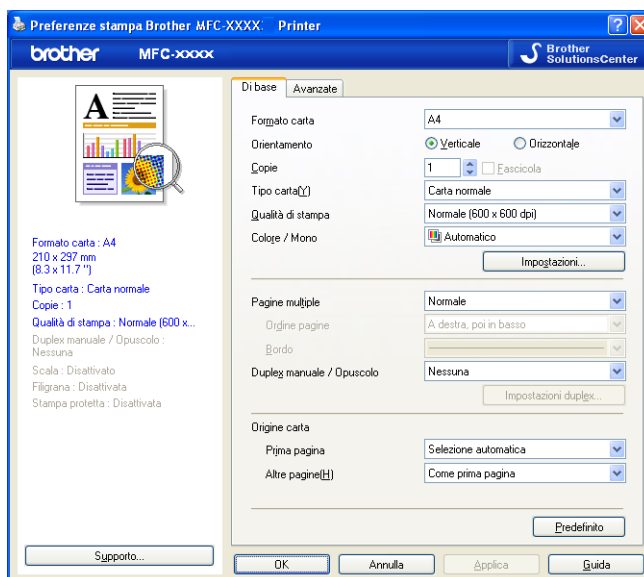 Preferenze stampa Brother MFC-XXXX Printer
brother MFC-xxxx
Brother
SolutionsCenter
Di base
Avanzate
A
Formato carta : A4
210 x 297 mm
(8.3 x 11.7 ")
Tipo carta : Carta normale
Copie : 1
Qualità di stampa : Normale (600 x...
Duplex manuale / Opuscolo :
Nessuna
Scala : Disattivato
Filigrana : Disattivata
Stampa protetta : Disattivata
Supporto...
Formato carta A4
Orientamento Verticale Orizzontale
Copie 1 Fascicola
Tipo carta(Y) Carta normale
Qualità di stampa Normale (600 x 600 dpi)
Colore / Mono Automatico
Impostazioni...
Pagine multiple Normale
Ordine pagine A destra, poi in basso
Bordo
Duplex manuale / Opuscolo Nessuna
Impostazioni duplex...
Origine carta
Prima pagina Selezione automatica
Altre pagine(H) Come prima pagina
Predefinito
OK Annulla Applica Guida